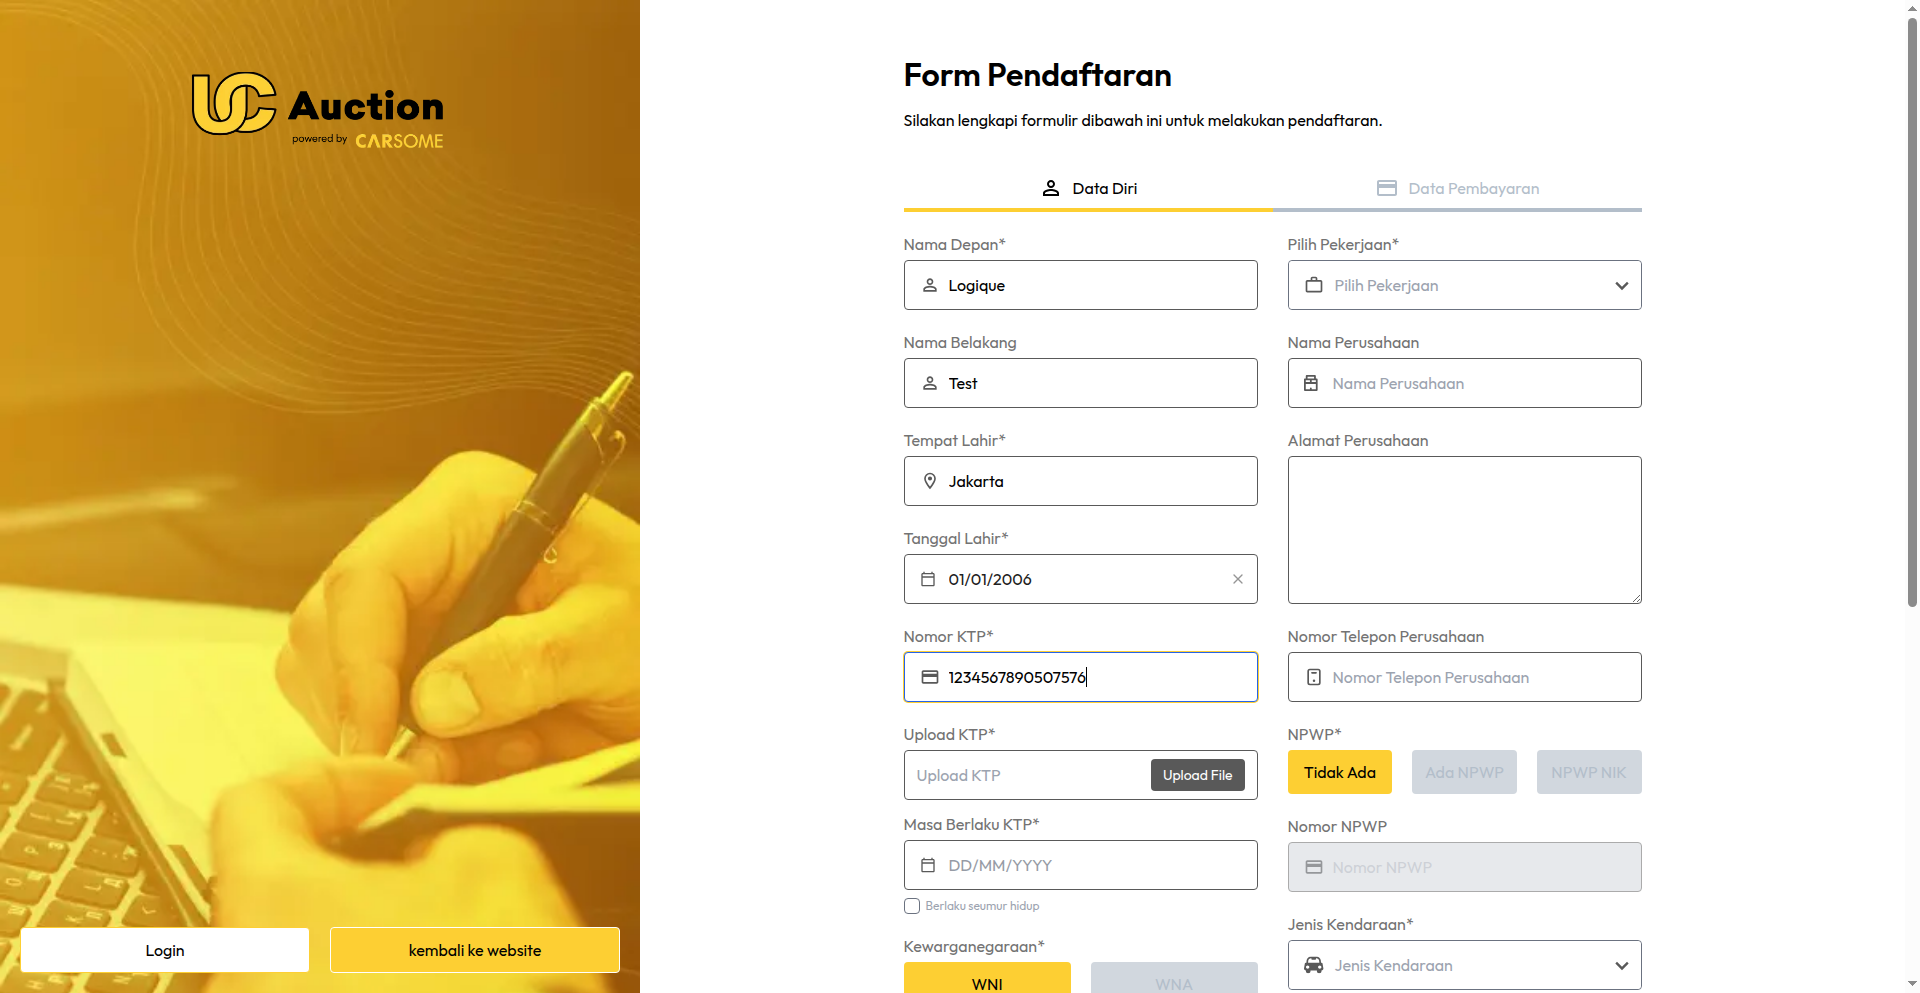 UC Auction
powered by CARSOME
Login
kembali ke website
Form Pendaftaran
Silakan lengkapi formulir dibawah ini untuk melakukan pendaftaran.
Data Diri
Data Pembayaran
Nama Depan*
Logique
Nama Belakang
Test
Tempat Lahir*
Jakarta
Tanggal Lahir*
01/01/2006
Nomor KTP*
1234567890507576
Upload KTP*
Upload KTP
Upload File
Masa Berlaku KTP*
DD/MM/YYYY
Berlaku seumur hidup
Kewarganegaraan*
WNI
WNA
Pilih Pekerjaan*
Pilih Pekerjaan
Nama Perusahaan
Nama Perusahaan
Alamat Perusahaan
Nomor Telepon Perusahaan
Nomor Telepon Perusahaan
NPWP*
Tidak Ada
Ada NPWP
NPWP NIK
Nomor NPWP
Nomor NPWP
Jenis Kendaraan*
Jenis Kendaraan